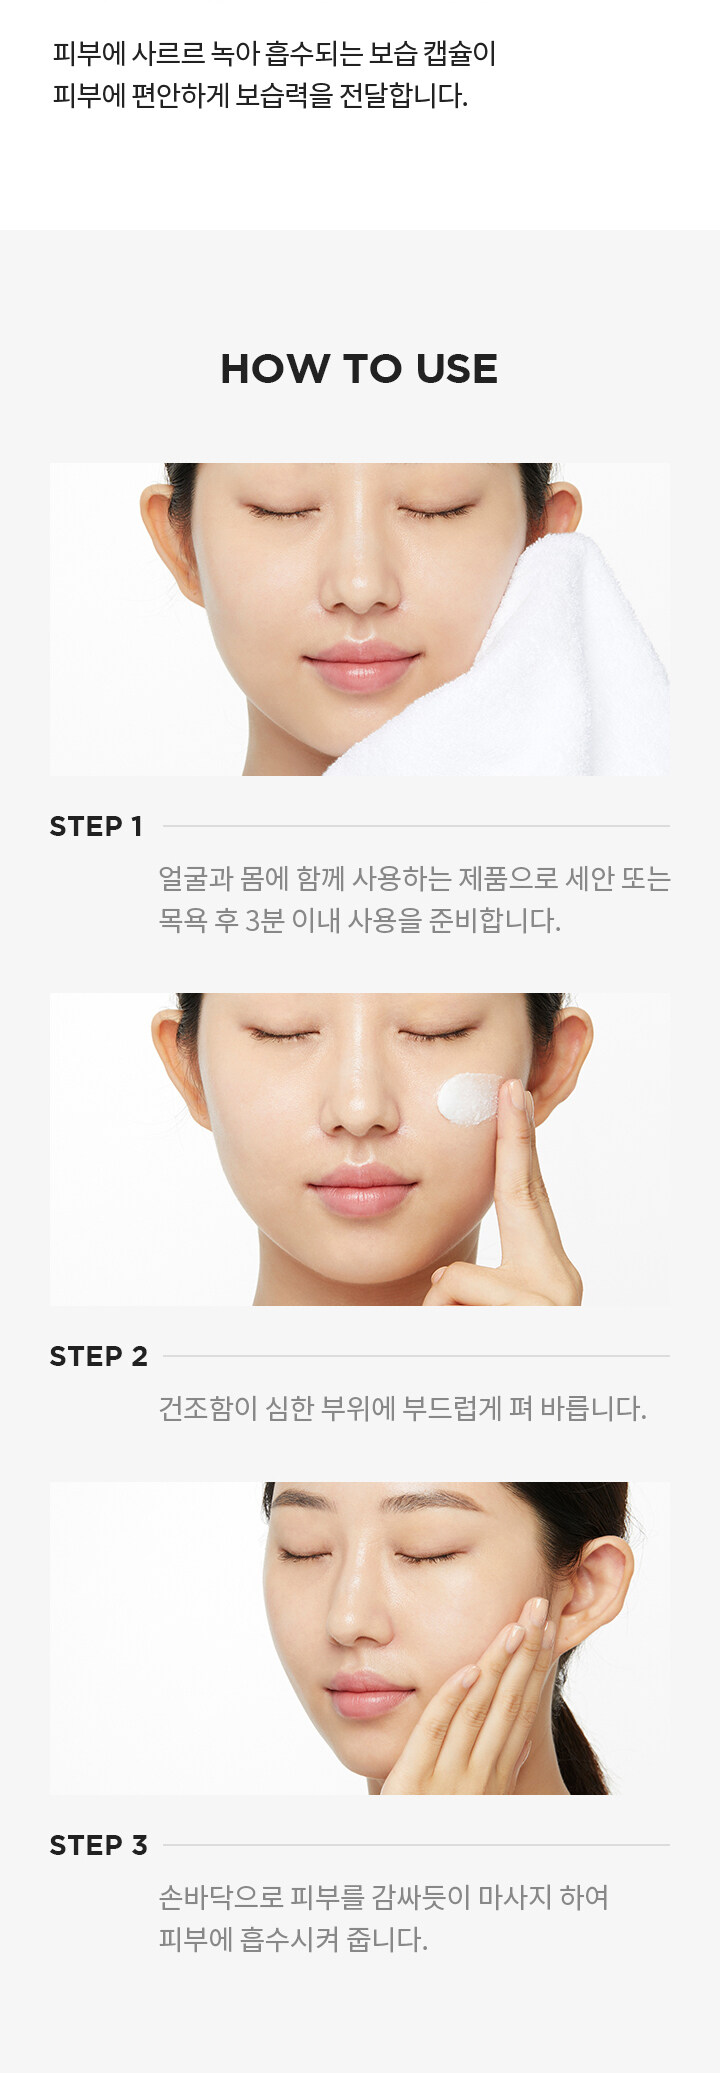 피부에 사르르 녹아 흡수되는 보습 캡슐이
피부에 편안하게 보습력을 전달합니다.
HOW TO USE
STEP 1
얼굴과 몸에 함께 사용하는 제품으로 세안 또는
목욕 후 3분 이내 사용을 준비합니다.
STEP 2
건조함이 심한 부위에 부드럽게 펴 바릅니다.
STEP 3
손바닥으로 피부를 감싸듯이 마사지 하여
피부에 흡수시켜 줍니다.